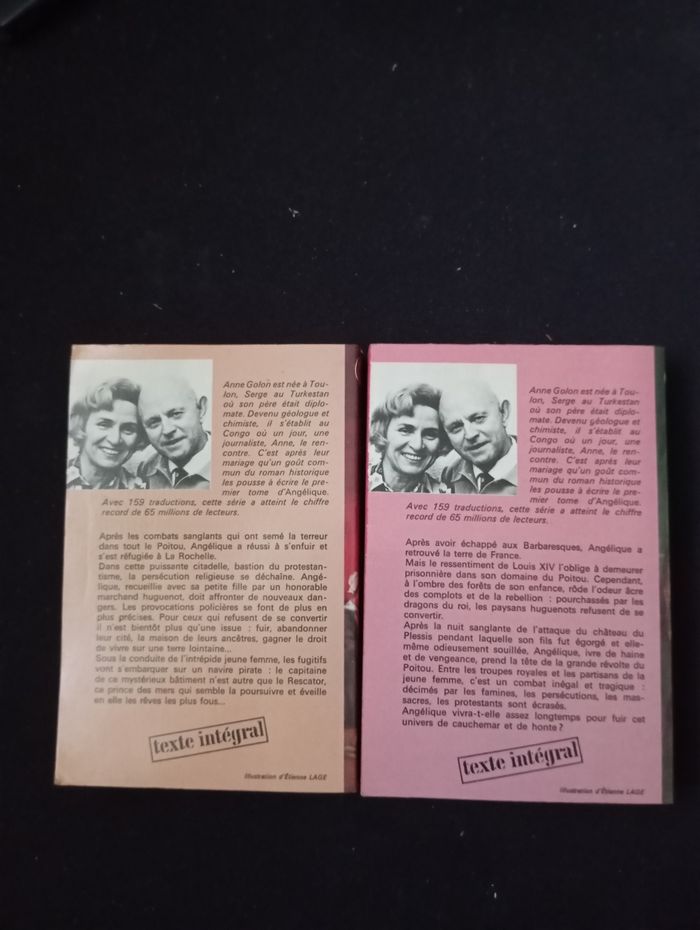 Anne Golon est née à Tou-
lon, Serge au Turkestan
où son père était diplo-
mate. Devenu géologue et
chimiste, il s'établit au
Congo où un jour, une
journaliste, Anne, le ren-
contre. C'est après leur
mariage qu'un goût com-
mun du roman historique
les pousse à écrire le pre-
mier tome d'Angélique.
Avec 159 traductions, cette série a atteint le chiffre
record de 65 millions de lecteurs.
Après les combats sanglants qui ont semé la terreur
dans tout le Poitou, Angélique a réussi à s'enfuir et
s'est réfugiée à La Rochelle.
Dans cette puissante citadelle, bastion du protestan-
tisme, la persécution religieuse se déchaîne. Angé-
lique, recueillie avec sa petite fille par un honorable
marchand huguenot, doit affronter de nouveaux dan-
gers. Les provocations policières se font de plus en
plus précises. Pour ceux qui refusent de se convertir
il n'est bientôt plus qu'une issue : fuir, abandonner
leur cité, la maison de leurs ancêtres, gagner le droit
de vivre sur une terre lointaine...
Sous la conduite de l'intrépide jeune femme, les fugitifs
vont s'embarquer sur un navire pirate : le capitaine
de ce mystérieux bâtiment n'est autre que le Rescator,
ce prince des mers qui semble la poursuivre et éveille
en elle les rêves les plus fous...
texte intégral
Illustration d'Étienne LAGE
Anne Golon est née à Tou-
lon, Serge au Turkestan
où son père était diplo-
mate. Devenu géologue et
chimiste, il s'établit au
Congo où un jour, une
journaliste, Anne, le ren-
contre. C'est après leur
mariage qu'un goût com-
mun du roman historique
les pousse à écrire le pre-
mier tome d'Angélique.
Avec 159 traductions, cette série a atteint le chiffre
record de 65 millions de lecteurs.
Après avoir échappé aux Barbaresques, Angélique a
retrouvé la terre de France.
Mais le ressentiment de Louis XIV l'oblige à demeurer
prisonnière dans son domaine du Poitou. Cependant,
à l'ombre des forêts de son enfance, rôde l'odeur âcre
des complots et de la rebellion : pourchassés par les
dragons du roi, les paysans huguenots refusent de se
convertir.
Après la nuit sanglante de l'attaque du château du
Plessis pendant laquelle son fils fut égorgé et elle-
même odieusement souillée, Angélique, ivre de haine
et de vengeance, prend la tête de la grande révolte du
Poitou. Entre les troupes royales et les partisans de la
jeune femme, c'est un combat inégal et tragique :
décimés par les famines, les persécutions, les mas-
sacres, les protestants sont écrasés.
Angélique vivra-t-elle assez longtemps pour fuir cet
univers de cauchemar et de honte ?
texte intégral
Illustration d'Étienne LAGE